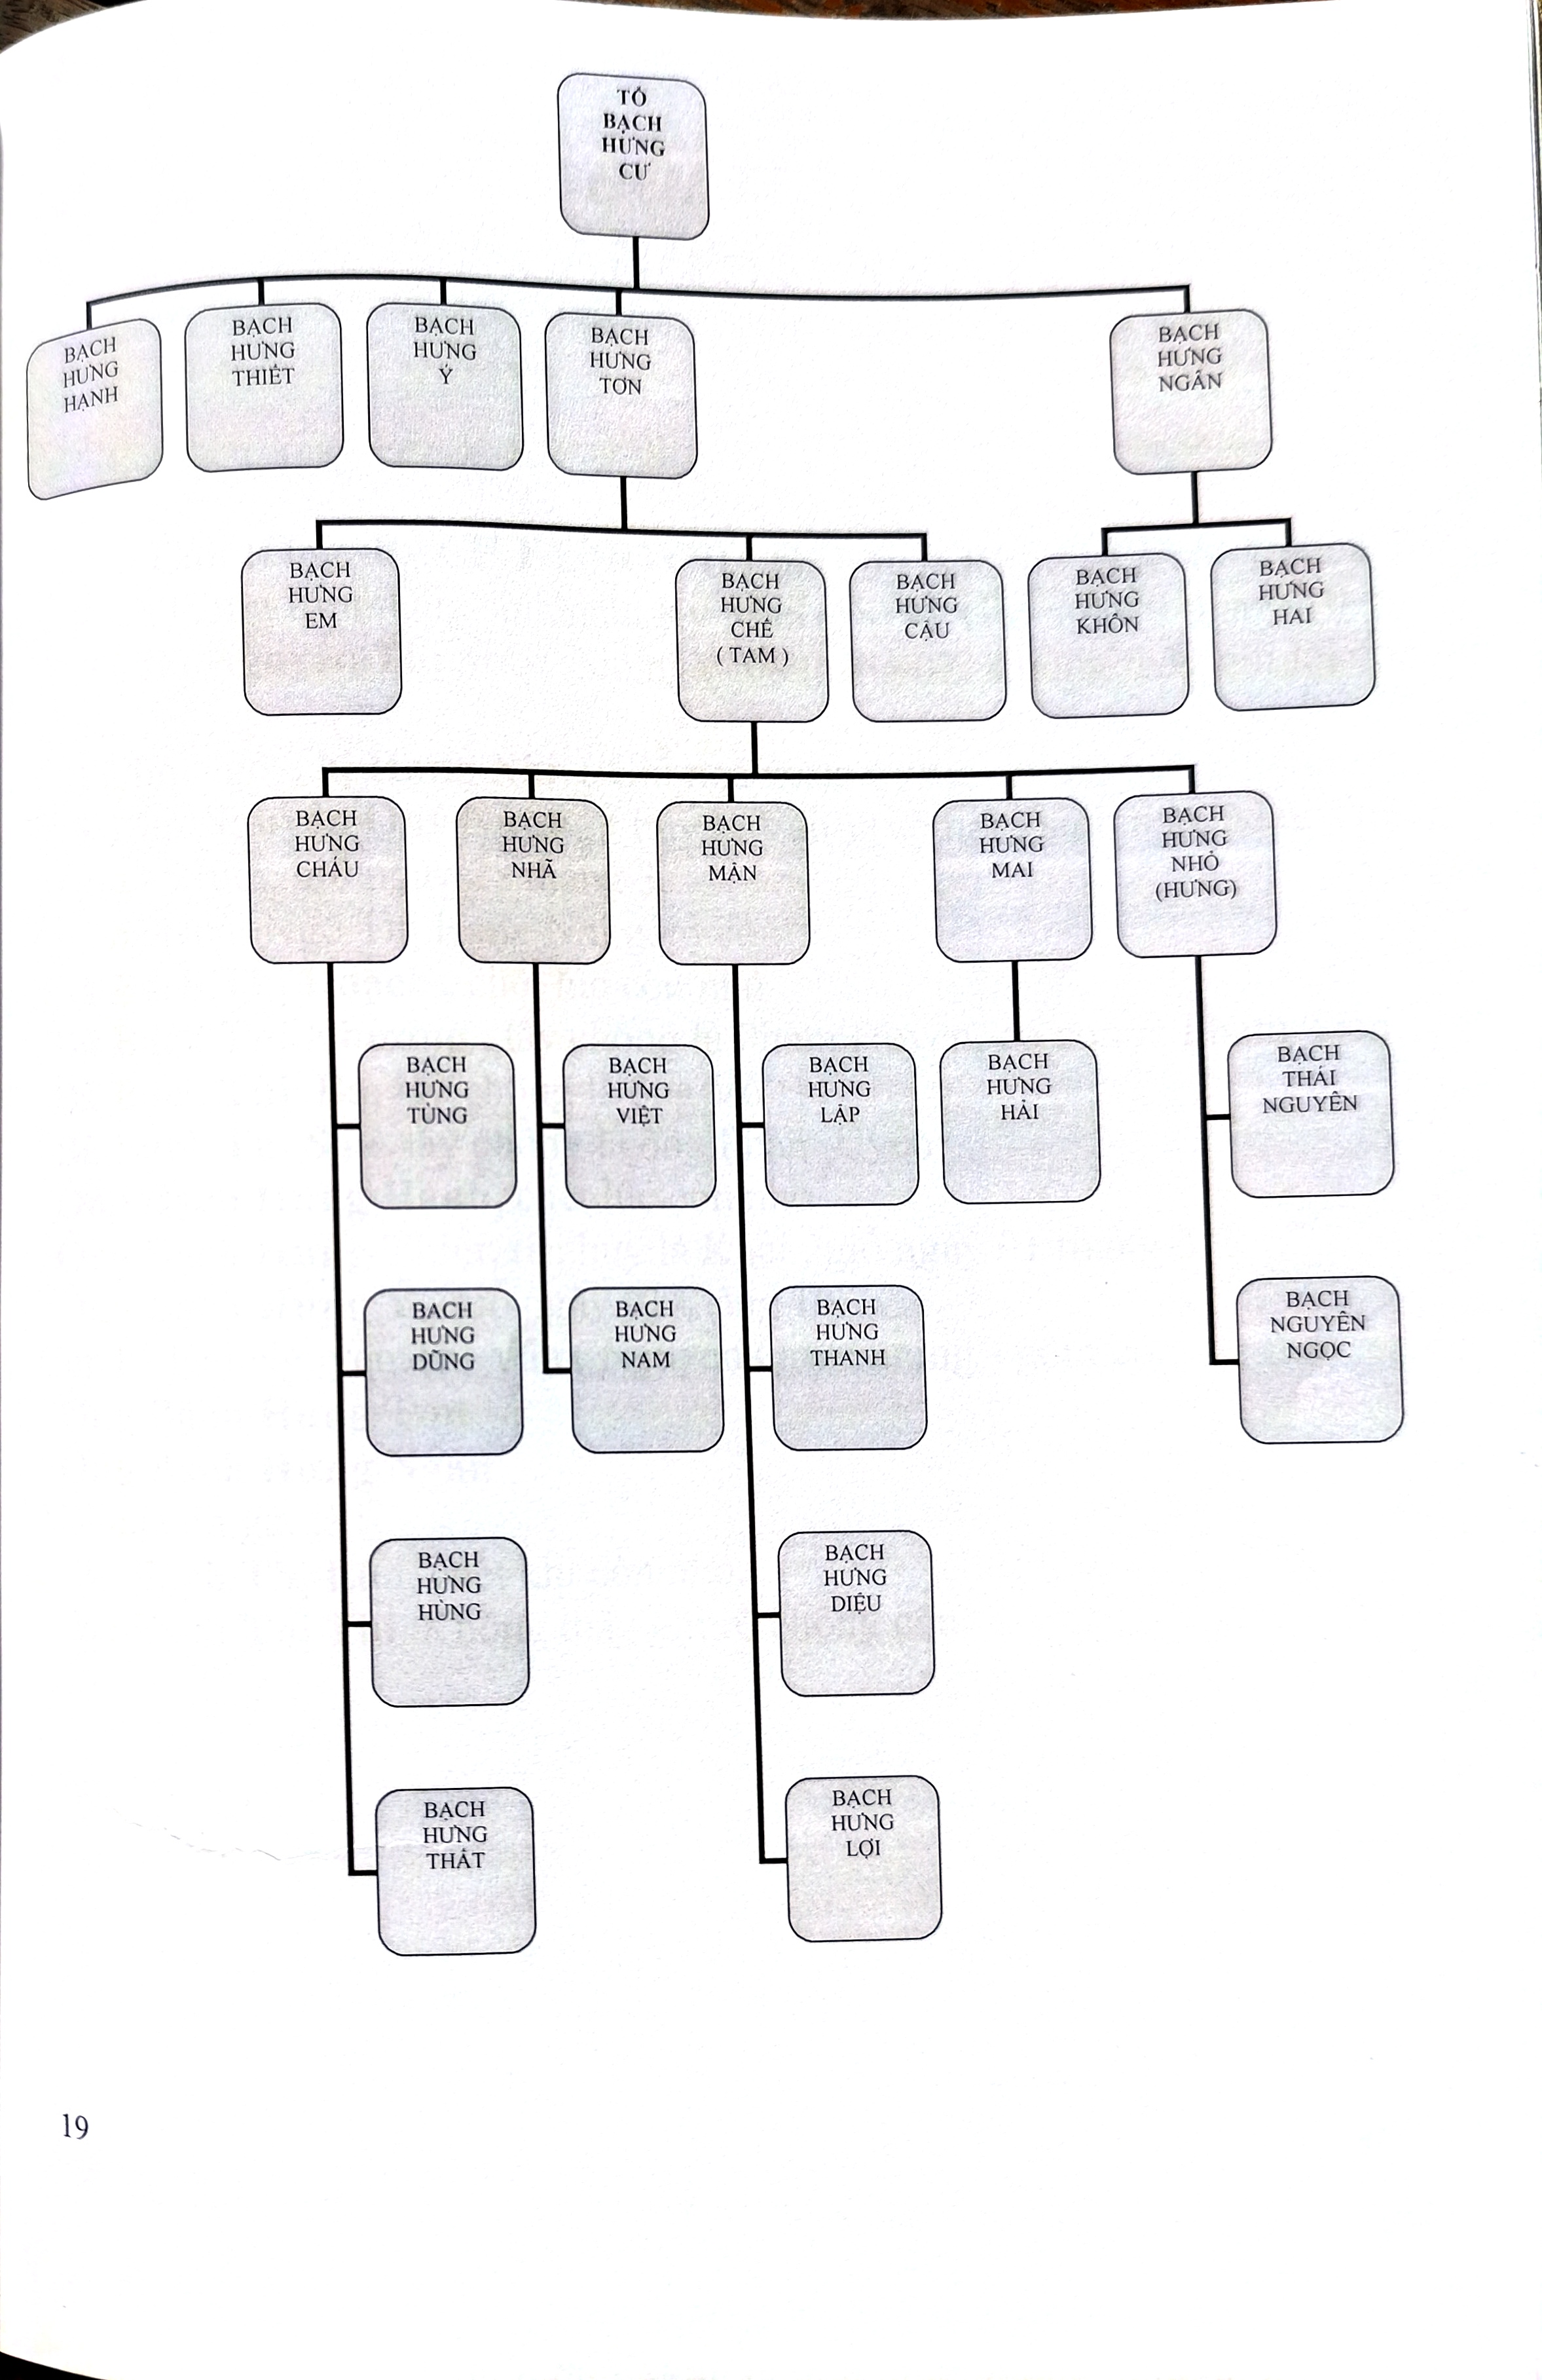 TỔ
BẠCH
HƯNG
CƯ
BẠCH
HƯNG
HẠNH
BẠCH
HƯNG
THIẾT
BẠCH
HƯNG
Ý
BẠCH
HƯNG
TƠN
BẠCH
HƯNG
NGÂN
BẠCH
HƯNG
EM
BẠCH
HƯNG
CHẾ
( TAM )
BẠCH
HƯNG
CẬU
BẠCH
HƯNG
KHÔN
BẠCH
HƯNG
HAI
BẠCH
HƯNG
CHÁU
BẠCH
HƯNG
NHÃ
BẠCH
HƯNG
MẬN
BẠCH
HƯNG
MAI
BẠCH
HƯNG
NHỎ
(HƯNG)
BẠCH
HƯNG
TÙNG
BẠCH
HƯNG
VIỆT
BẠCH
HƯNG
LẬP
BẠCH
HƯNG
HẢI
BẠCH
THÁI
NGUYÊN
BẠCH
HƯNG
DŨNG
BẠCH
HƯNG
NAM
BẠCH
HƯNG
THANH
BẠCH
NGUYÊN
NGỌC
BẠCH
HƯNG
HÙNG
BẠCH
HƯNG
DIỆU
BẠCH
HƯNG
THẤT
BẠCH
HƯNG
LỢI
19